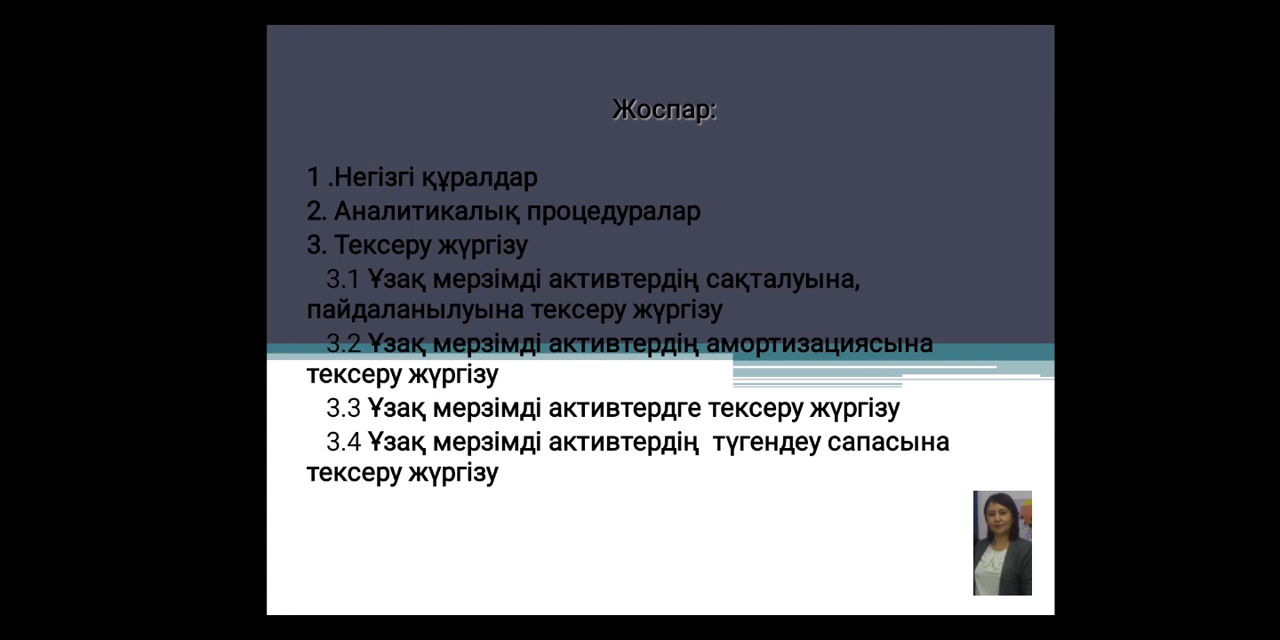 Жоспар:
1 .Негізгі құралдар
2. Аналитикалық процедуралар
3. Тексеру жүргізу
3.1 Ұзақ мерзімді активтердің сақталуына,
пайдаланылуына тексеру жүргізу
3.2 Ұзақ мерзімді активтердің амортизациясына
тексеру жүргізу
3.3 Ұзақ мерзімді активтердге тексеру жүргізу
3.4 Ұзақ мерзімді активтердің  түгендеу сапасына
тексеру жүргізу